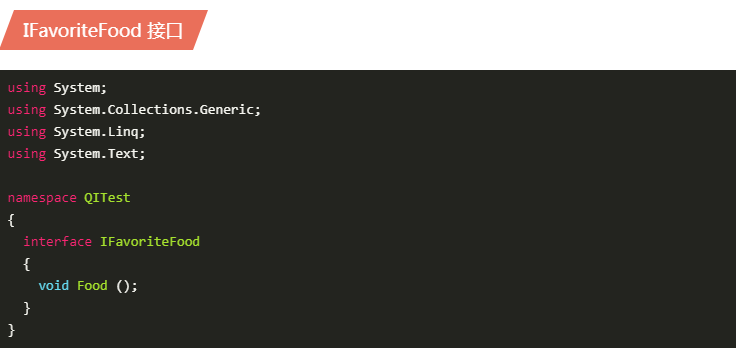 IFavoriteFood 接口
using System;
using System.Collections.Generic;
using System.Linq;
using System.Text;
namespace QITest
{
interface IFavoriteFood
{
void Food ();
}
}